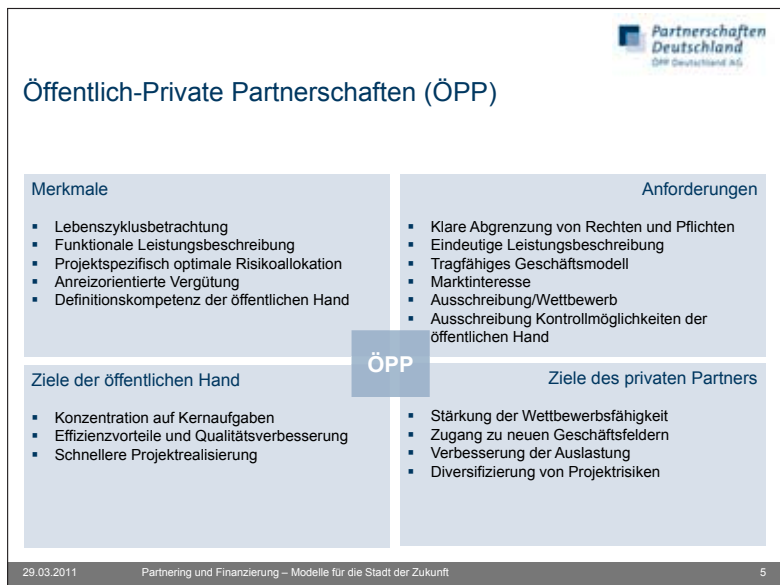 Partnerschaften
Deutschland
ÖPP Deutschland AG
Öffentlich-Private Partnerschaften (ÖPP)
Merkmale
▪ Lebenszyklusbetrachtung
▪ Funktionale Leistungsbeschreibung
▪ Projektspezifisch optimale Risikoallokation
▪ Anreizorientierte Vergütung
▪ Definitionskompetenz der öffentlichen Hand
Anforderungen
▪ Klare Abgrenzung von Rechten und Pflichten
▪ Eindeutige Leistungsbeschreibung
▪ Tragfähiges Geschäftsmodell
▪ Marktinteresse
▪ Ausschreibung/Wettbewerb
▪ Ausschreibung Kontrollmöglichkeiten der
öffentlichen Hand
ÖPP
Ziele der öffentlichen Hand
▪ Konzentration auf Kernaufgaben
▪ Effizienzvorteile und Qualitätsverbesserung
▪ Schnellere Projektrealisierung
Ziele des privaten Partners
▪ Stärkung der Wettbewerbsfähigkeit
▪ Zugang zu neuen Geschäftsfeldern
▪ Verbesserung der Auslastung
▪ Diversifizierung von Projektrisiken
29.03.2011 Partnering und Finanzierung – Modelle für die Stadt der Zukunft 5